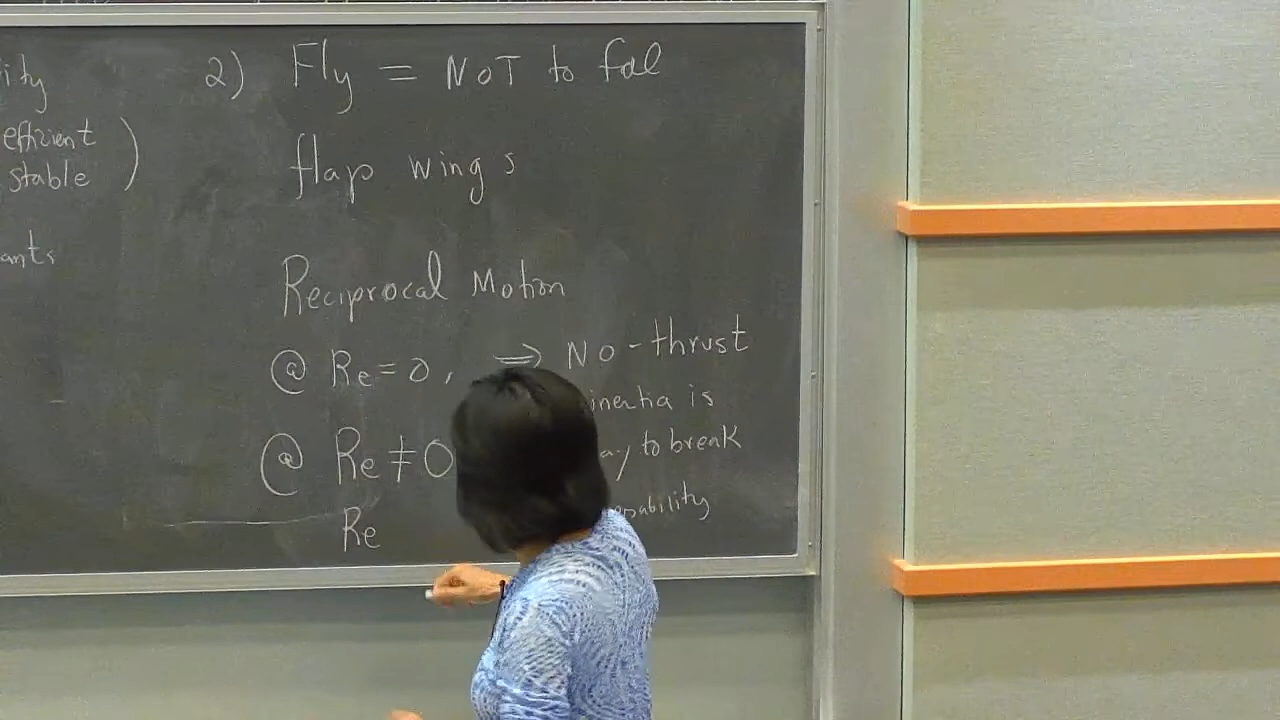 ity
efficient )
stable
ants
2) Fly = NOT to fal
flap wings
Reciprocal Motion
@ Re=0, ⇒ No-thrust
inertia is
@ Re≠0 to break
Re